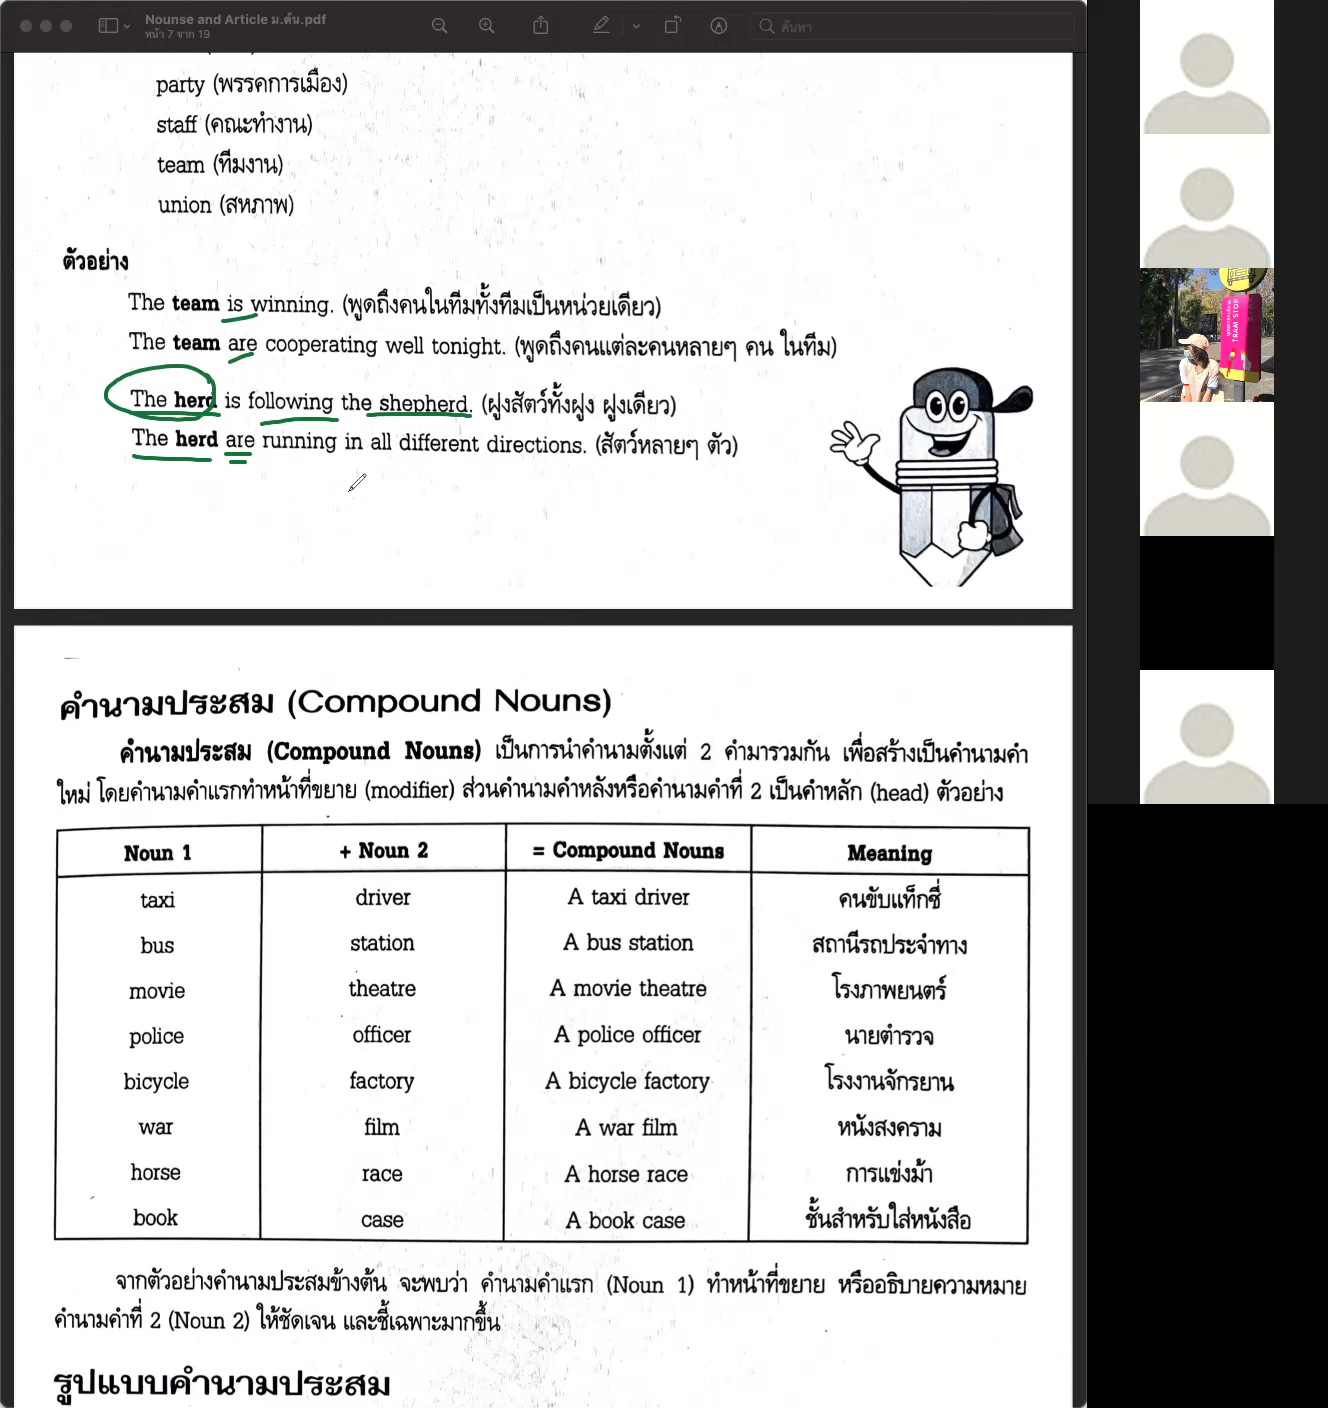 Nounse and Article ม.ต้น.pdf
หน้า 7 จาก 19
ค้นหา
party (พรรคการเมือง)
staff (คณะทำงาน)
team (ทีมงาน)
union (สหภาพ)
ตัวอย่าง
The team is winning. (พูดถึงคนในทีมทั้งทีมเป็นหน่วยเดียว)
The team are cooperating well tonight. (พูดถึงคนแต่ละคนหลายๆ คน ในทีม)
The herd is following the shepherd. (ฝูงสัตว์ทั้งฝูง ฝูงเดียว)
The herd are running in all different directions. (สัตว์หลายๆ ตัว)
คำนามประสม (Compound Nouns)
คำนามประสม (Compound Nouns) เป็นการนำคำนามตั้งแต่ 2 คำมารวมกัน เพื่อสร้างเป็นคำนามคำ
ใหม่ โดยคำนามคำแรกทำหน้าที่ขยาย (modifier) ส่วนคำนามคำหลังหรือคำนามคำที่ 2 เป็นคำหลัก (head) ตัวอย่าง
Noun 1 + Noun 2 = Compound Nouns Meaning
taxi driver A taxi driver คนขับแท็กซี่
bus station A bus station สถานีรถประจำทาง
movie theatre A movie theatre โรงภาพยนตร์
police officer A police officer นายตำรวจ
bicycle factory A bicycle factory โรงงานจักรยาน
war film A war film หนังสงคราม
horse race A horse race การแข่งม้า
book case A book case ชั้นสำหรับใส่หนังสือ
จากตัวอย่างคำนามประสมข้างต้น จะพบว่า คำนามคำแรก (Noun 1) ทำหน้าที่ขยาย หรืออธิบายความหมาย
คำนามคำที่ 2 (Noun 2) ให้ชัดเจน และชี้เฉพาะมากขึ้น
รูปแบบคำนามประสม
TRAM STOP